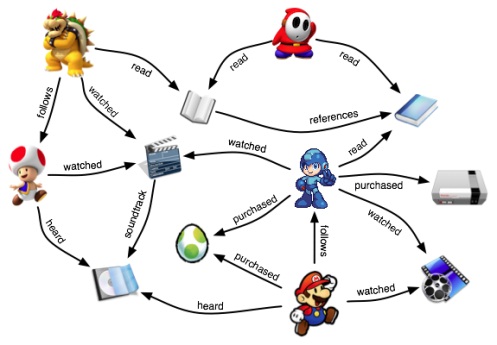 read
read
read
follows
watched
references
watched
read
watched
purchased
soundtrack
purchased
watched
heard
follows
purchased
watched
heard